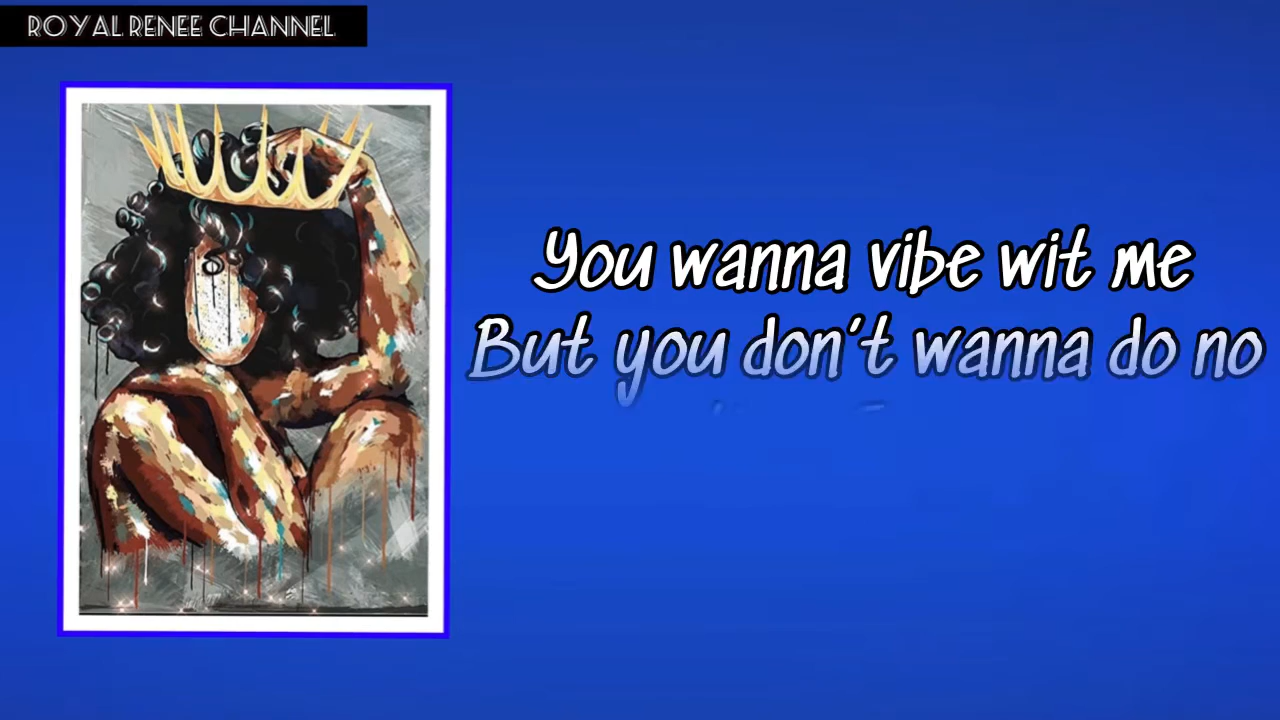 ROYAL RENEE CHANNEL
You wanna vibe wit me
But you don't wanna do no